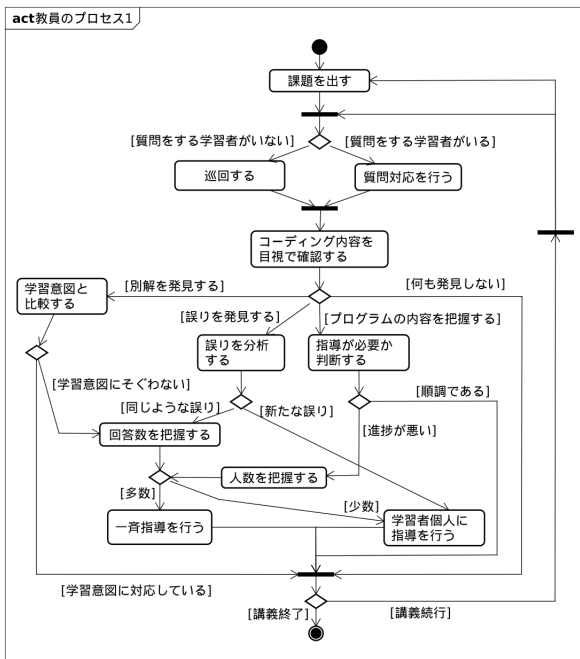 act教員のプロセス1
課題を出す
[質問をする学習者がいない]
[質問をする学習者がいる]
巡回する
質問対応を行う
コーディング内容を
目視で確認する
[別解を発見する]
[何も発見しない]
学習意図と
比較する
[誤りを発見する]
[プログラムの内容を把握する]
誤りを分析
する
指導が必要か
判断する
[学習意図にそぐわない]
[順調である]
[同じような誤り]
[新たな誤り]
[進捗が悪い]
回答数を把握する
人数を把握する
[多数]
[少数]
一斉指導を行う
学習者個人に
指導を行う
[学習意図に対応している]
[講義終了]
[講義続行]